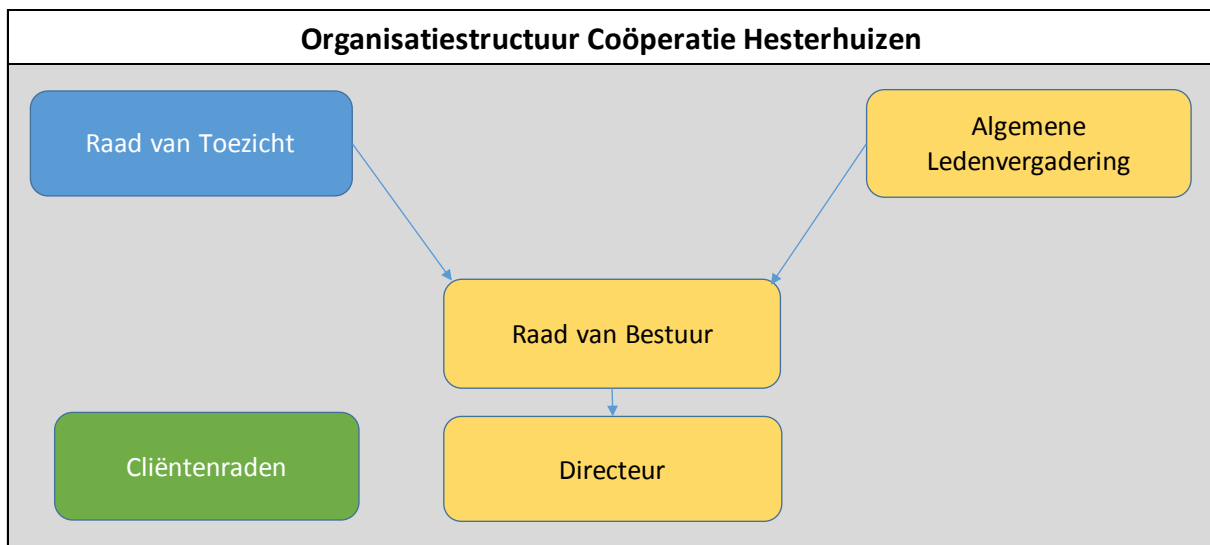 Organisatiestructuur Coöperatie Hesterhuizen
Raad van Toezicht
Algemene
Ledenvergadering
Raad van Bestuur
Cliëntenraden
Directeur